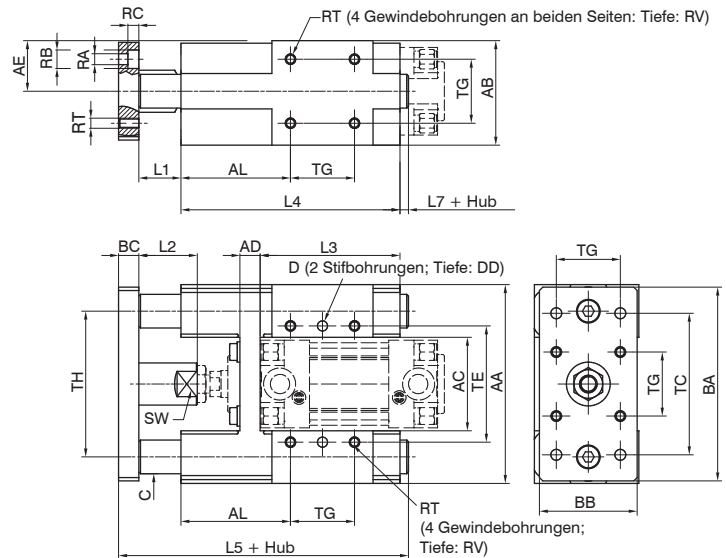 RC
RT (4 Gewindebohrungen an beiden Seiten: Tiefe: RV)
AE
RB
RA
TG
AB
RT
L1
AL
TG
L4
L7 + Hub
BC
L2
AD
L3
TG
D (2 Stifbohrungen; Tiefe: DD)
TH
AC
TE
AA
TG
TC
BA
SW
C
AL
TG
RT
(4 Gewindebohrungen;
Tiefe: RV)
BB
L5 + Hub